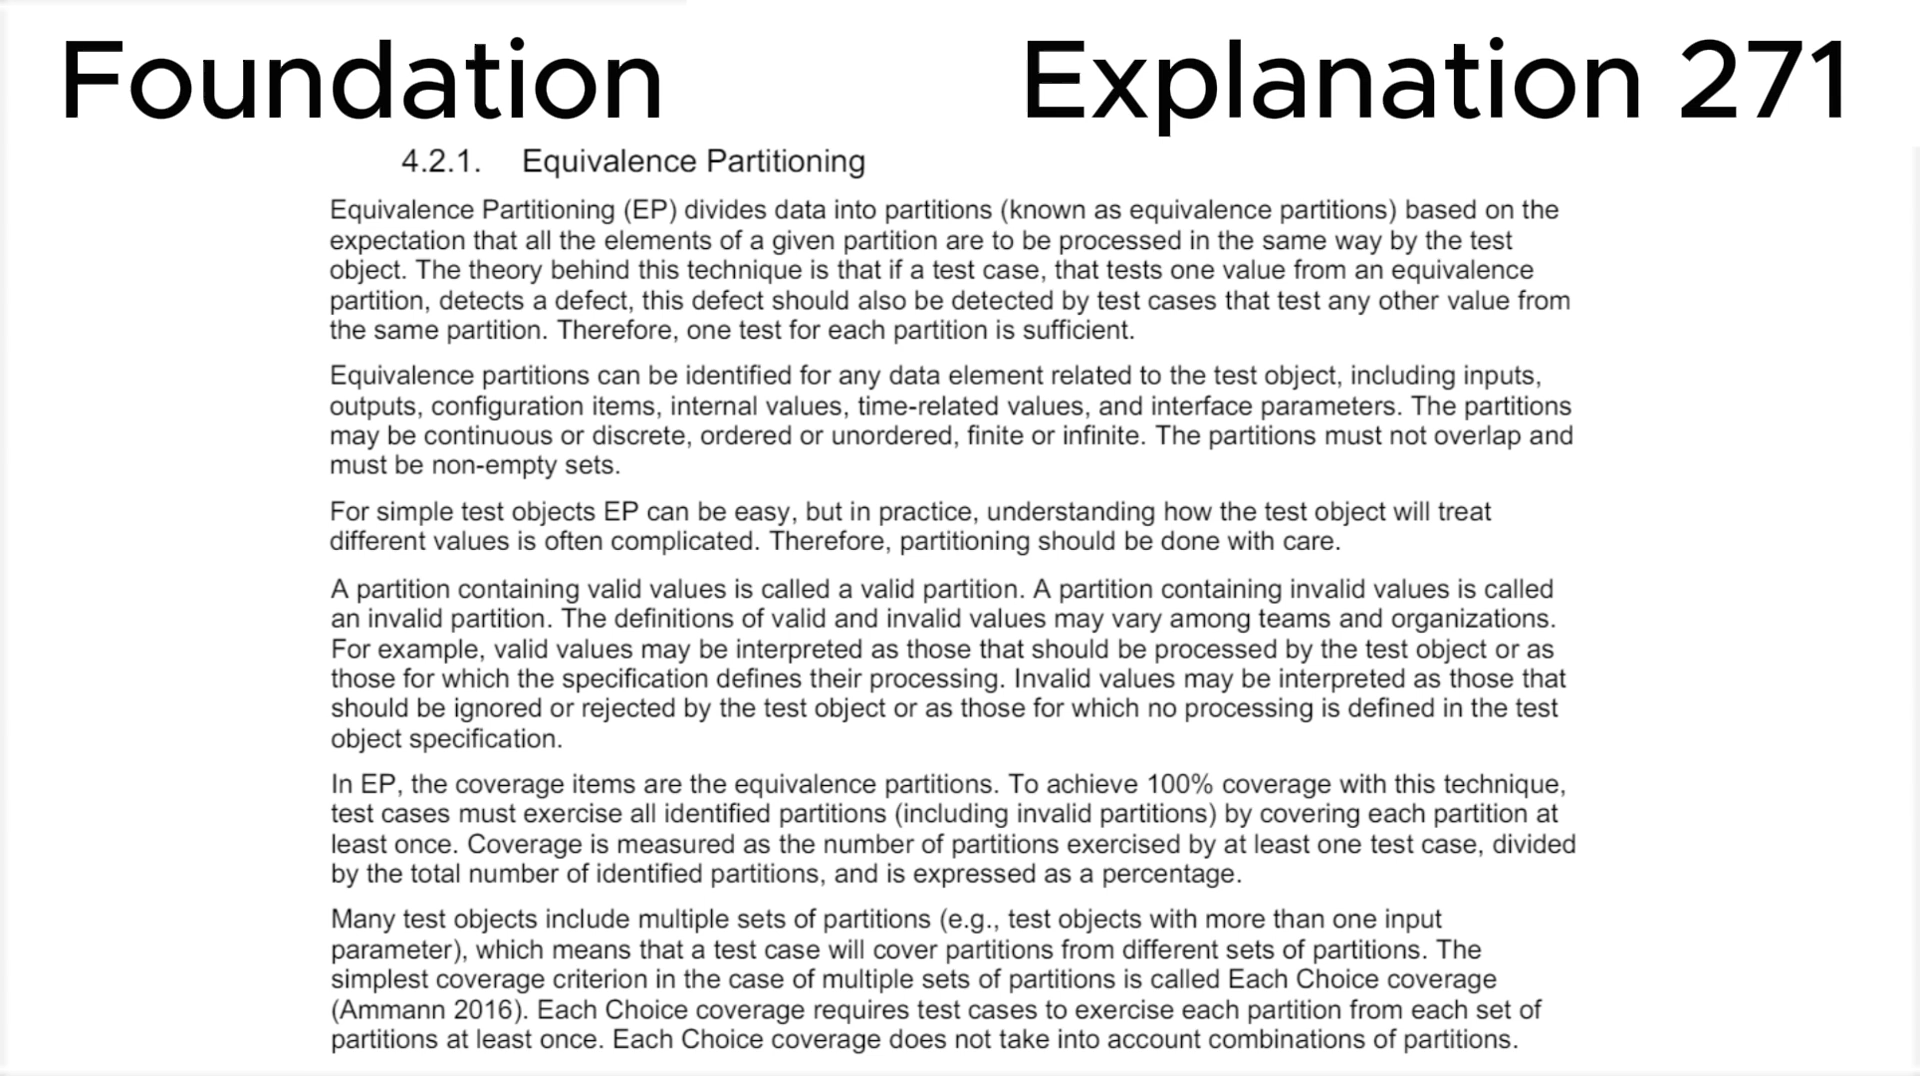 Foundation
Explanation 271
4.2.1. Equivalence Partitioning
Equivalence Partitioning (EP) divides data into partitions (known as equivalence partitions) based on the
expectation that all the elements of a given partition are to be processed in the same way by the test
object. The theory behind this technique is that if a test case, that tests one value from an equivalence
partition, detects a defect, this defect should also be detected by test cases that test any other value from
the same partition. Therefore, one test for each partition is sufficient.
Equivalence partitions can be identified for any data element related to the test object, including inputs,
outputs, configuration items, internal values, time-related values, and interface parameters. The partitions
may be continuous or discrete, ordered or unordered, finite or infinite. The partitions must not overlap and
must be non-empty sets.
For simple test objects EP can be easy, but in practice, understanding how the test object will treat
different values is often complicated. Therefore, partitioning should be done with care.
A partition containing valid values is called a valid partition. A partition containing invalid values is called
an invalid partition. The definitions of valid and invalid values may vary among teams and organizations.
For example, valid values may be interpreted as those that should be processed by the test object or as
those for which the specification defines their processing. Invalid values may be interpreted as those that
should be ignored or rejected by the test object or as those for which no processing is defined in the test
object specification.
In EP, the coverage items are the equivalence partitions. To achieve 100% coverage with this technique,
test cases must exercise all identified partitions (including invalid partitions) by covering each partition at
least once. Coverage is measured as the number of partitions exercised by at least one test case, divided
by the total number of identified partitions, and is expressed as a percentage.
Many test objects include multiple sets of partitions (e.g., test objects with more than one input
parameter), which means that a test case will cover partitions from different sets of partitions. The
simplest coverage criterion in the case of multiple sets of partitions is called Each Choice coverage
(Ammann 2016). Each Choice coverage requires test cases to exercise each partition from each set of
partitions at least once. Each Choice coverage does not take into account combinations of partitions.